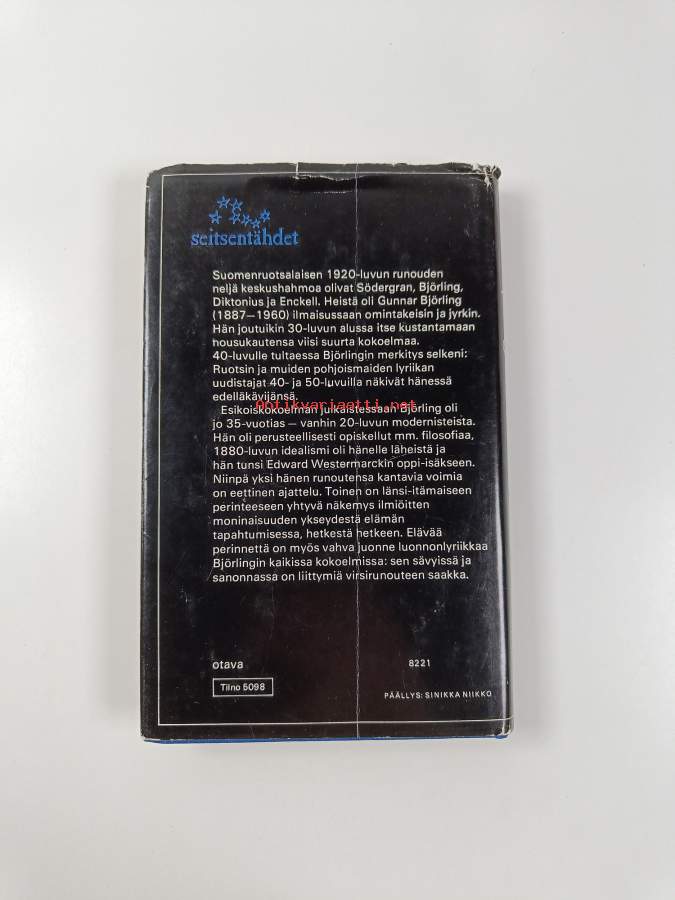 seitsentähdet
Suomenruotsalaisen 1920-luvun runouden
neljä keskushahmoa olivat Södergran, Björling,
Diktonius ja Enckell. Heistä oli Gunnar Björling
(1887—1960) ilmaisussaan omintakeisin ja jyrkin.
Hän joutuikin 30-luvun alussa itse kustantamaan
housukautensa viisi suurta kokoelmaa.
40-luvulle tultaessa Björlingin merkitys selkeni:
Ruotsin ja muiden pohjoismaiden lyriikan
uudistajat 40- ja 50-luvuilla näkivät hänessä
edelläkävijänsä.
Antikvariaatti.net
Esikoiskokoelman julkaistessaan Björling oli
jo 35-vuotias — vanhin 20-luvun modernisteista.
Hän oli perusteellisesti opiskellut mm. filosofiaa,
1880-luvun idealismi oli hänelle läheistä ja
hän tunsi Edward Westermarckin oppi-isäkseen.
Niinpä yksi hänen runoutensa kantavia voimia
on eettinen ajattelu. Toinen on länsi-itämaiseen
perinteeseen yhtyvä näkemys ilmiöitten
moninaisuuden ykseydestä elämän
tapahtumisessa, hetkestä hetkeen. Elävää
perinnettä on myös vahva juonne luonnonlyriikkaa
Björlingin kaikissa kokoelmissa: sen sävyissä ja
sanonnassa on liittymiä virsirunouteen saakka.
otava
8221
Tilno 5098
PÄÄLLYS: SINIKKA NIIKKO